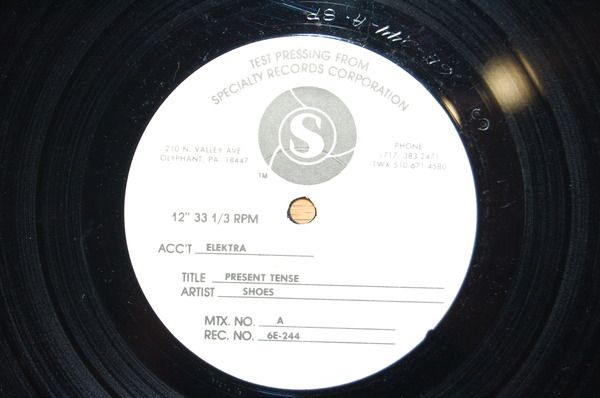 TEST PRESSING FROM
SPECIALTY RECORDS CORPORATION
S
TM
210 N. VALLEY AVE.
OLYPHANT, PA. 18447
PHONE
(717) 383 2471
TWX 510 671 4580
12" 33 1/3 RPM
ACC'T ELEKTRA
TITLE PRESENT TENSE
ARTIST SHOES
MTX. NO. A
REC. NO. 6E-244